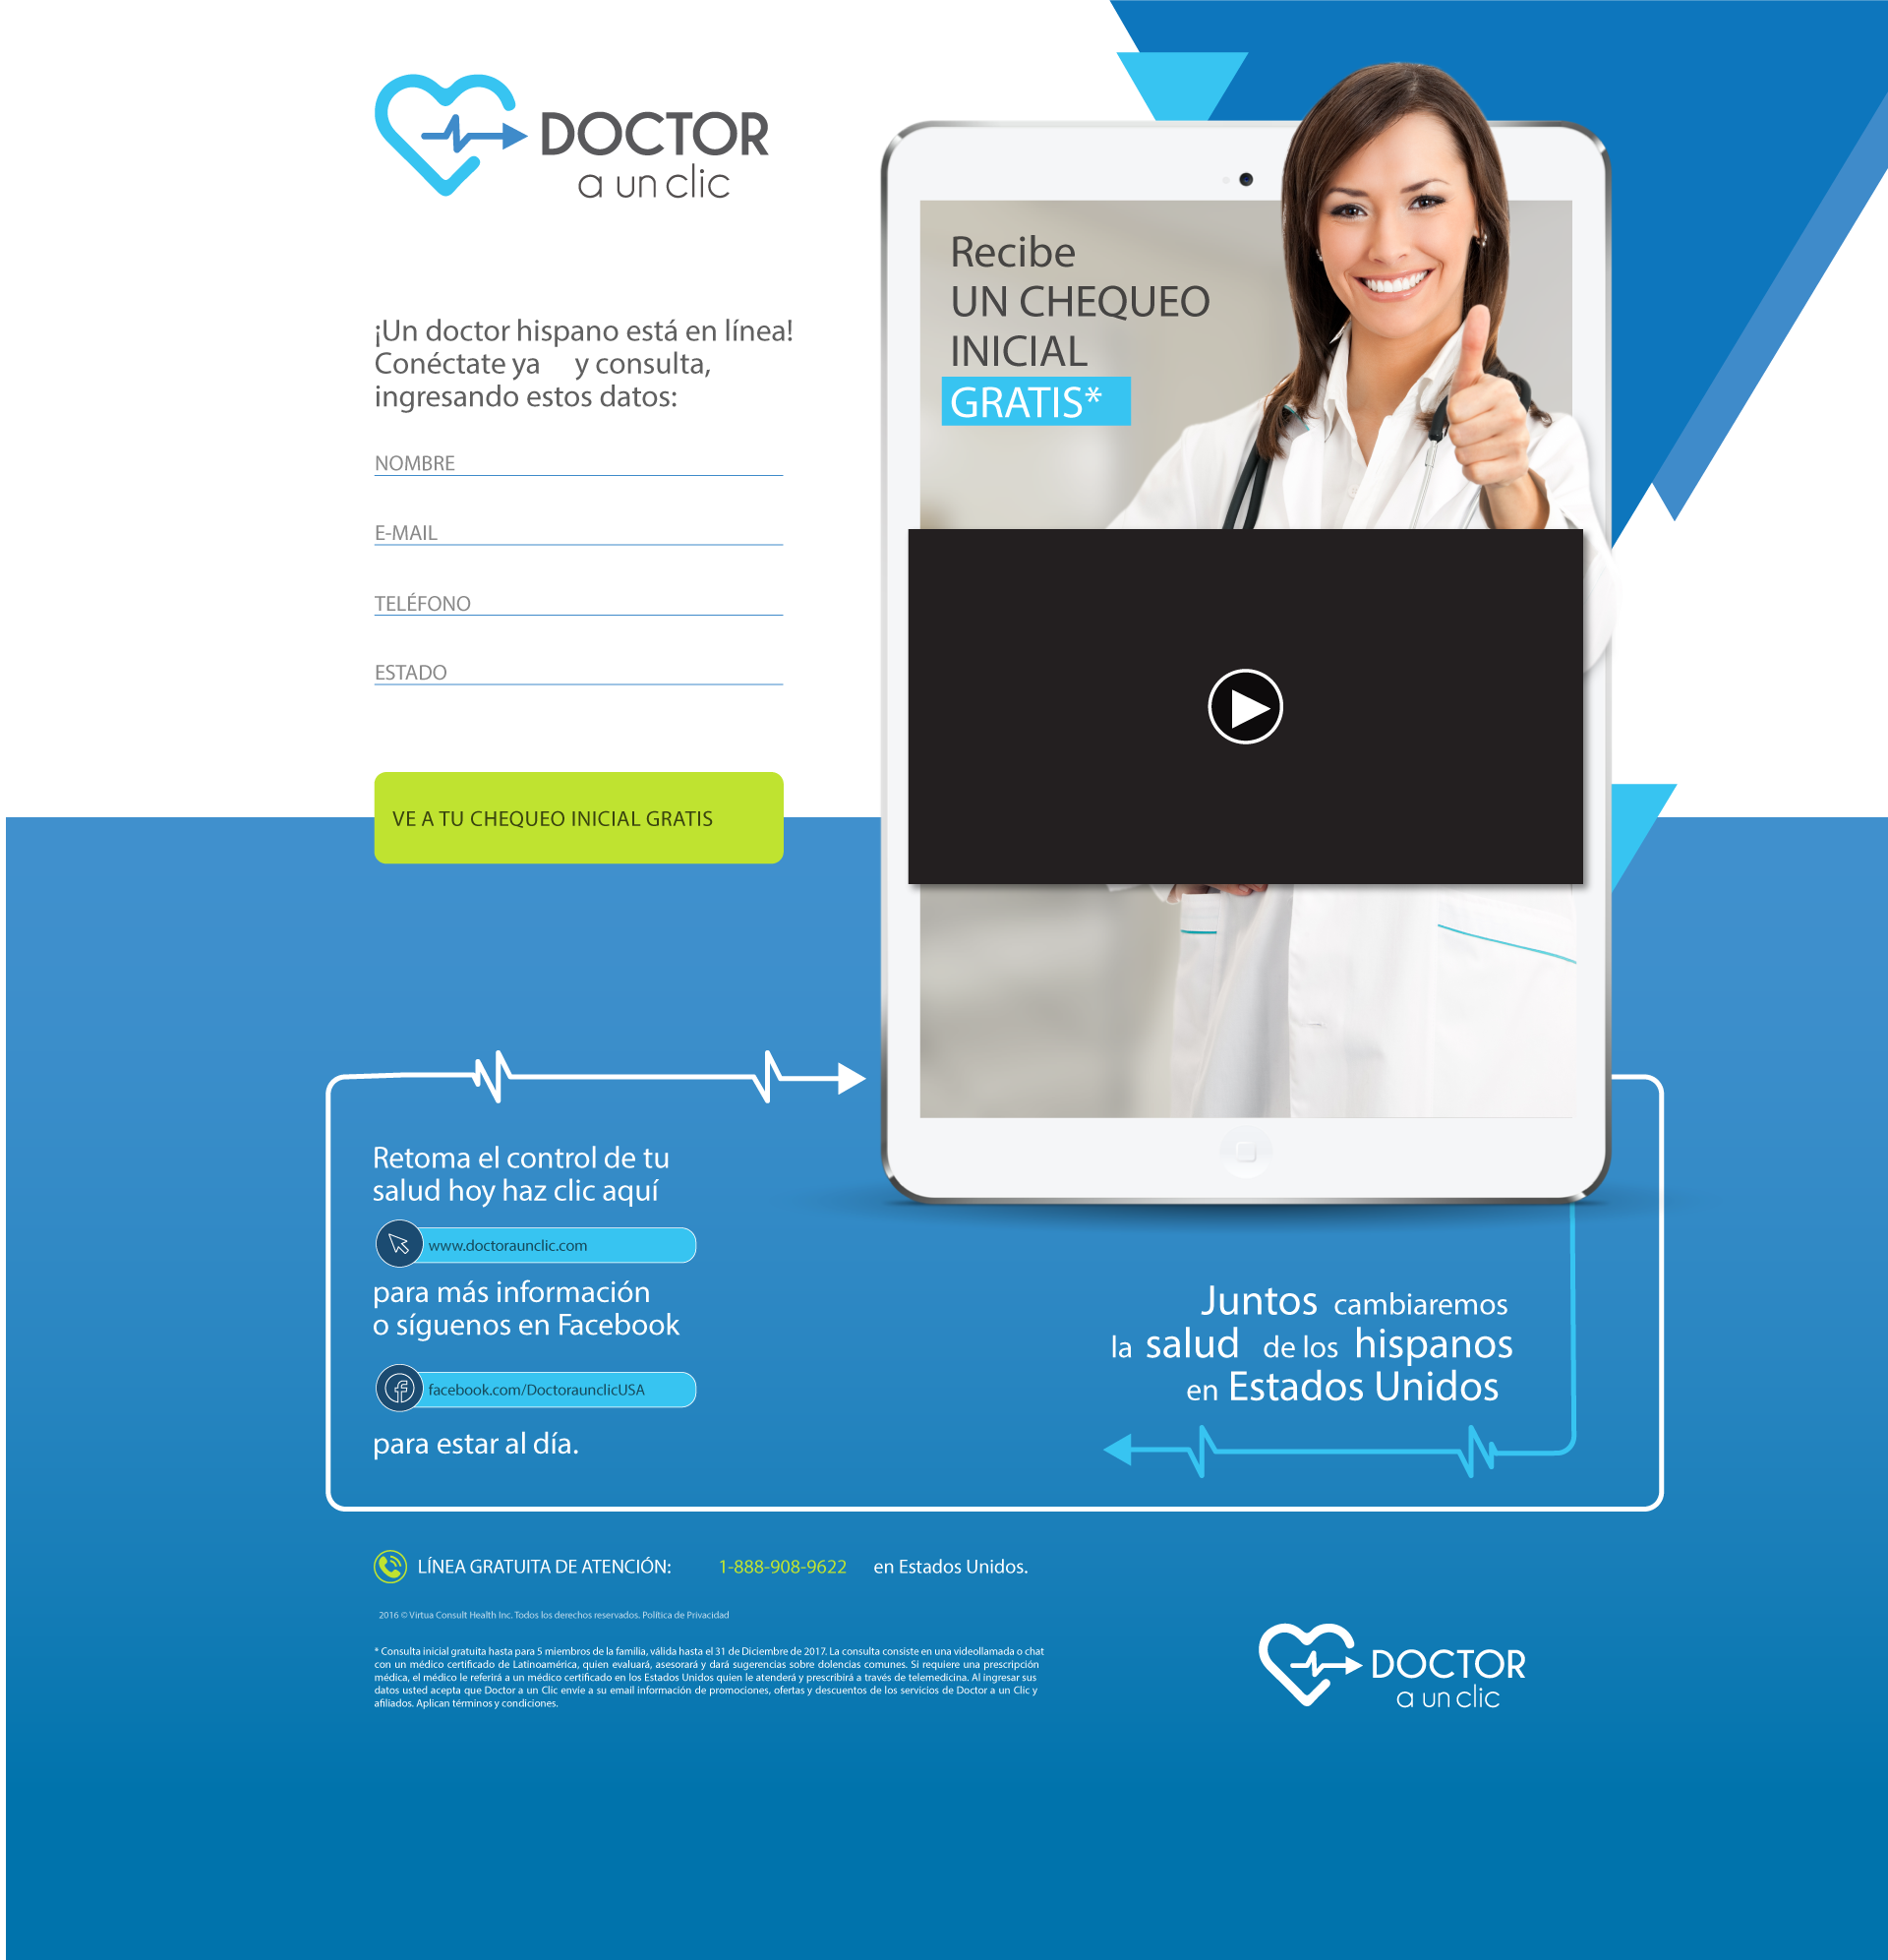 DOCTOR
a un clic
¡Un doctor hispano está en línea!
Conéctate ya y consulta,
ingresando estos datos:
NOMBRE
E-MAIL
TELÉFONO
ESTADO
VE A TU CHEQUEO INICIAL GRATIS
Recibe
UN CHEQUEO
INICIAL
GRATIS*
Retoma el control de tu
salud hoy haz clic aquí
www.doctoraunclic.com
para más información
o síguenos en Facebook
facebook.com/DoctoraunclicUSA
para estar al día.
Juntos cambiaremos
la salud de los hispanos
en Estados Unidos
LÍNEA GRATUITA DE ATENCIÓN: 1-888-908-9622 en Estados Unidos.
2016 © Virtua Consult Health Inc. Todos los derechos reservados. Política de Privacidad
* Consulta inicial gratuita hasta para 5 miembros de la familia, válida hasta el 31 de Diciembre de 2017. La consulta consiste en una videollamada o chat
con un médico certificado de Latinoamérica, quien evaluará, asesorará y dará sugerencias sobre dolencias comunes. Si requiere una prescripción
médica, el médico le referirá a un médico certificado en los Estados Unidos quien le atenderá y prescribirá a través de telemedicina. Al ingresar sus
datos usted acepta que Doctor a un Clic envíe a su email información de promociones, ofertas y descuentos de los servicios de Doctor a un Clic y
afiliados. Aplican términos y condiciones.
DOCTOR
a un clic